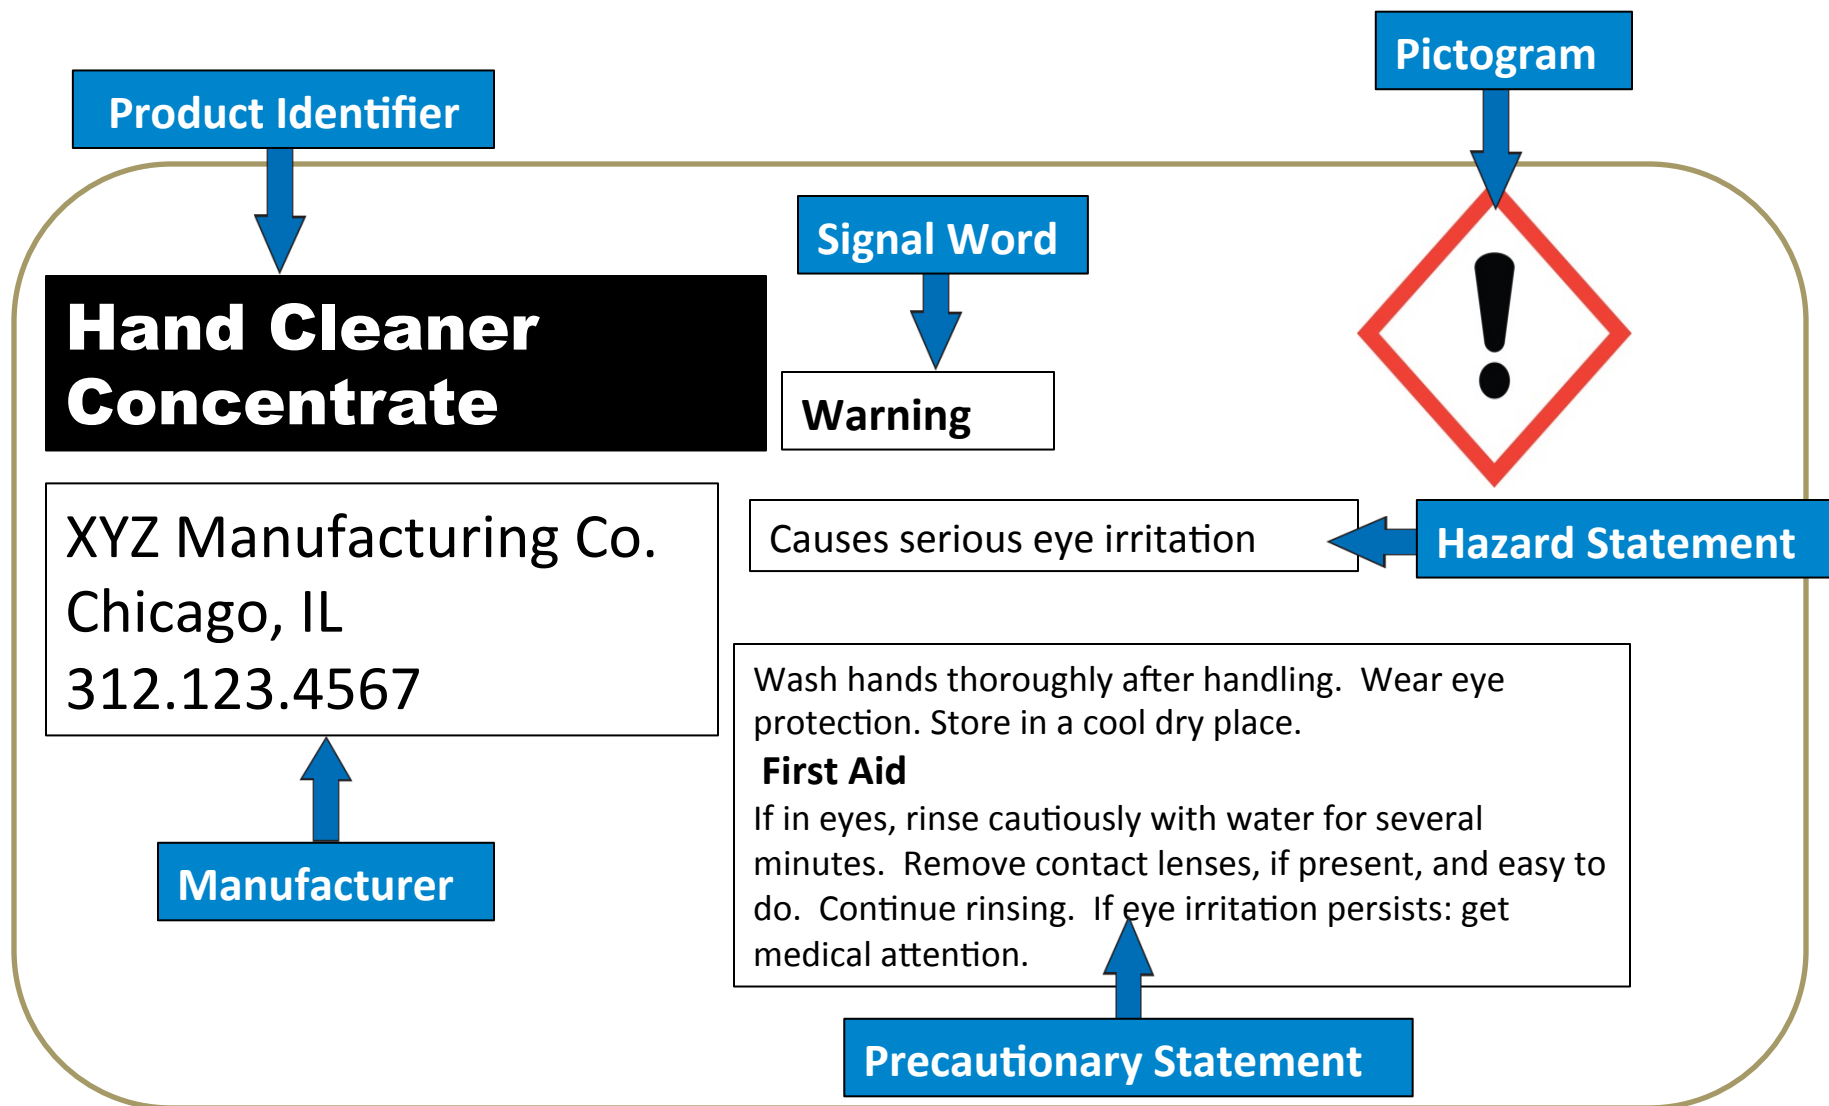 Pictogram
Product Identifier
Signal Word
Hand Cleaner
Concentrate
Warning
XYZ Manufacturing Co.
Chicago, IL
312.123.4567
Causes serious eye irritation
Hazard Statement
Wash hands thoroughly after handling.  Wear eye
protection. Store in a cool dry place.
First Aid
If in eyes, rinse cautiously with water for several
minutes.  Remove contact lenses, if present, and easy to
do.  Continue rinsing.  If eye irritation persists: get
medical attention.
Manufacturer
Precautionary Statement